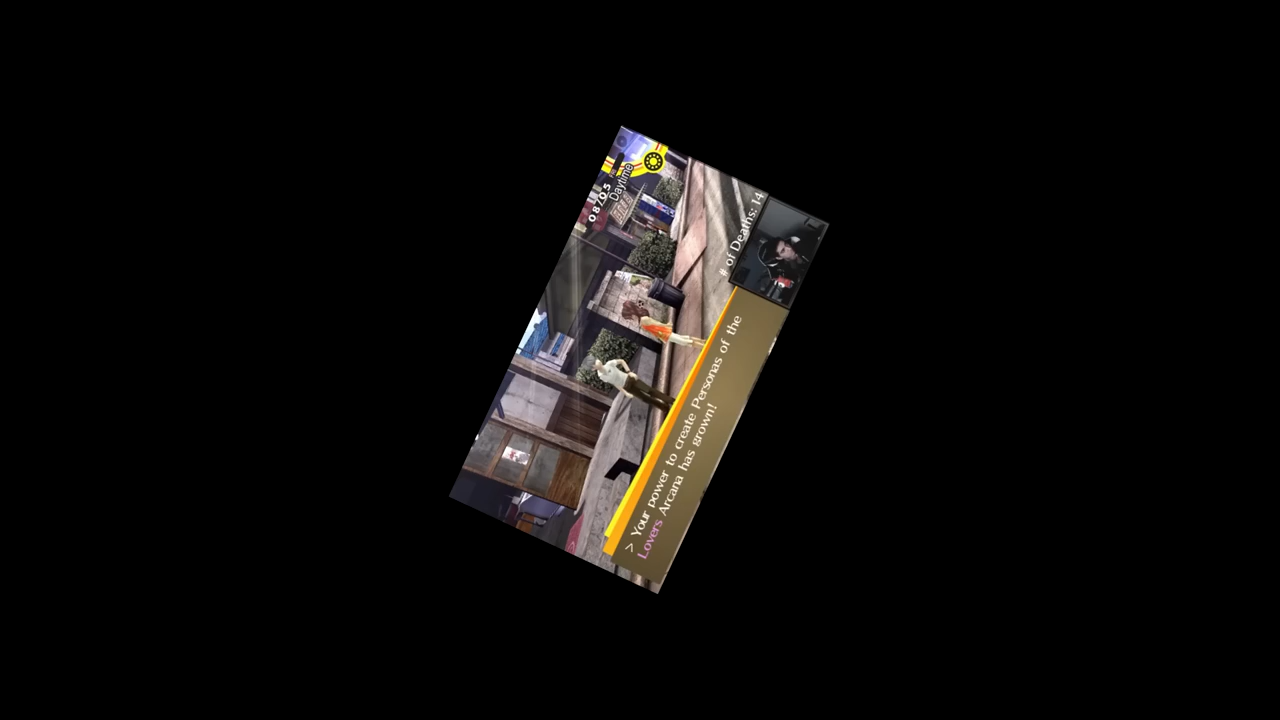 08/05
Daytime
# of Deaths: 14
> Your power to create Personas of the
Lovers Arcana has grown!